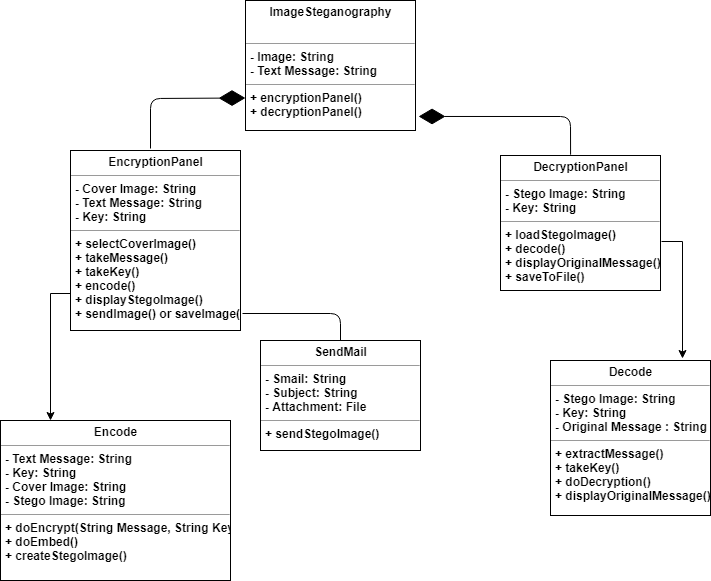 ImageSteganography
- Image: String
- Text Message: String
+ encryptionPanel()
+ decryptionPanel()
EncryptionPanel
- Cover Image: String
- Text Message: String
- Key: String
+ selectCoverImage()
+ takeMessage()
+ takeKey()
+ encode()
+ displayStegoImage()
+ sendImage() or saveImage(
DecryptionPanel
- Stego Image: String
- Key: String
+ loadStegoImage()
+ decode()
+ displayOriginalMessage()
+ saveToFile()
SendMail
- Smail: String
- Subject: String
- Attachment: File
+ sendStegoImage()
Decode
- Stego Image: String
- Key: String
- Original Message : String
+ extractMessage()
+ takeKey()
+ doDecryption()
+ displayOriginalMessage()
Encode
- Text Message: String
- Key: String
- Cover Image: String
- Stego Image: String
+ doEncrypt(String Message, String Key
+ doEmbed()
+ createStegoImage()